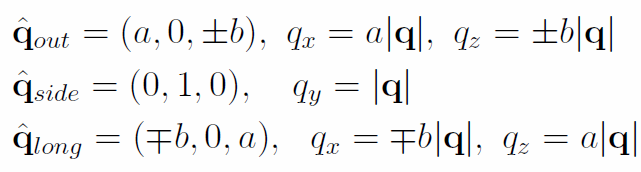 q̂_out = (a, 0, ±b), q_x = a|q|, q_z = ±b|q|
q̂_side = (0, 1, 0), q_y = |q|
q̂_long = (∓b, 0, a), q_x = ∓b|q|, q_z = a|q|